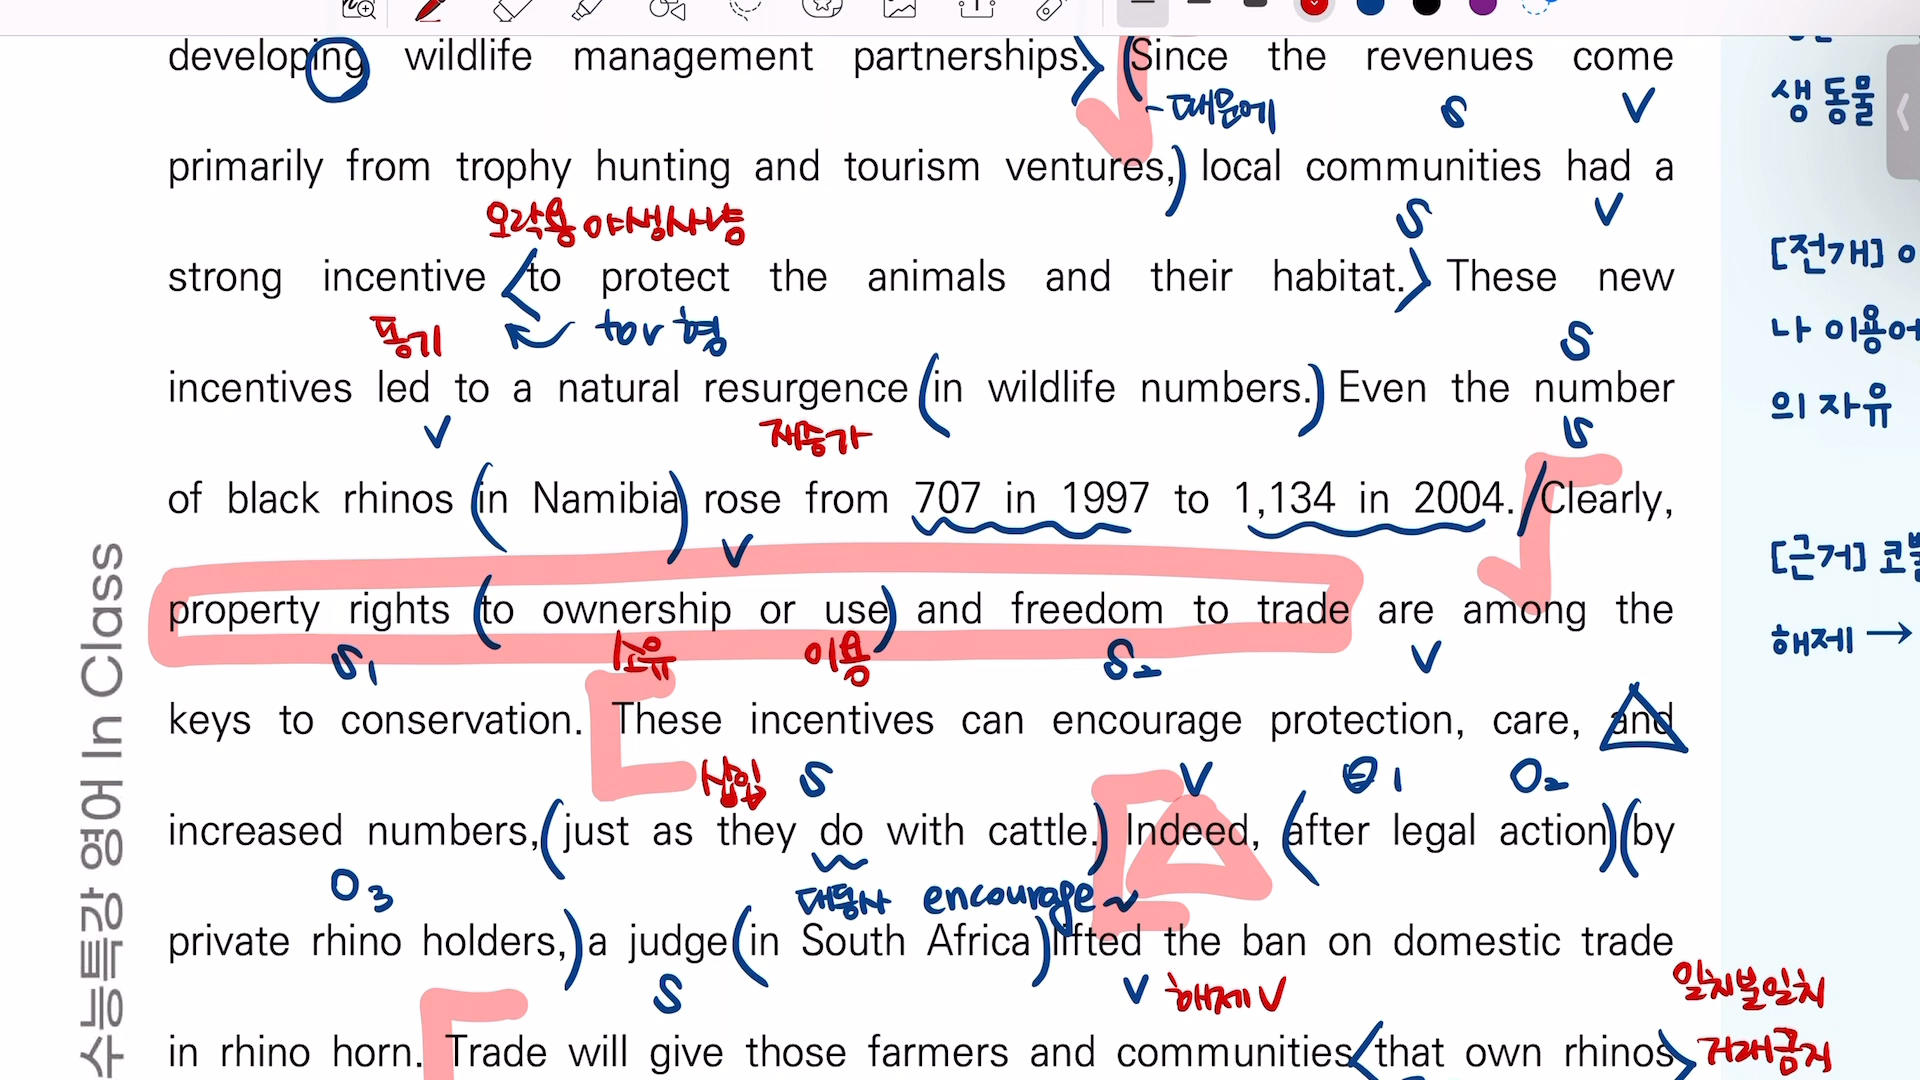 developing wildlife management partnerships. Since the revenues come
-때문에 S V
생 동물
primarily from trophy hunting and tourism ventures, local communities had a
오락용 야생사냥 S V
strong incentive to protect the animals and their habitat. These new
동기 to v 형 S
[전개] 이
나 이용어
incentives led to a natural resurgence in wildlife numbers. Even the number
V 재증가 S
의 자유
of black rhinos in Namibia rose from 707 in 1997 to 1,134 in 2004. Clearly,
V
[근거] 코뿔
property rights to ownership or use and freedom to trade are among the
S1 소유 이용 S2 V
해제 →
keys to conservation. These incentives can encourage protection, care, and
삽입 S V O1 O2
increased numbers, just as they do with cattle. Indeed, after legal action by
O3 대동사 encourage~
private rhino holders, a judge in South Africa lifted the ban on domestic trade
S V 해제 V 일치불일치
in rhino horn. Trade will give those farmers and communities that own rhinos
거래금지
수능특강 영어 In Class